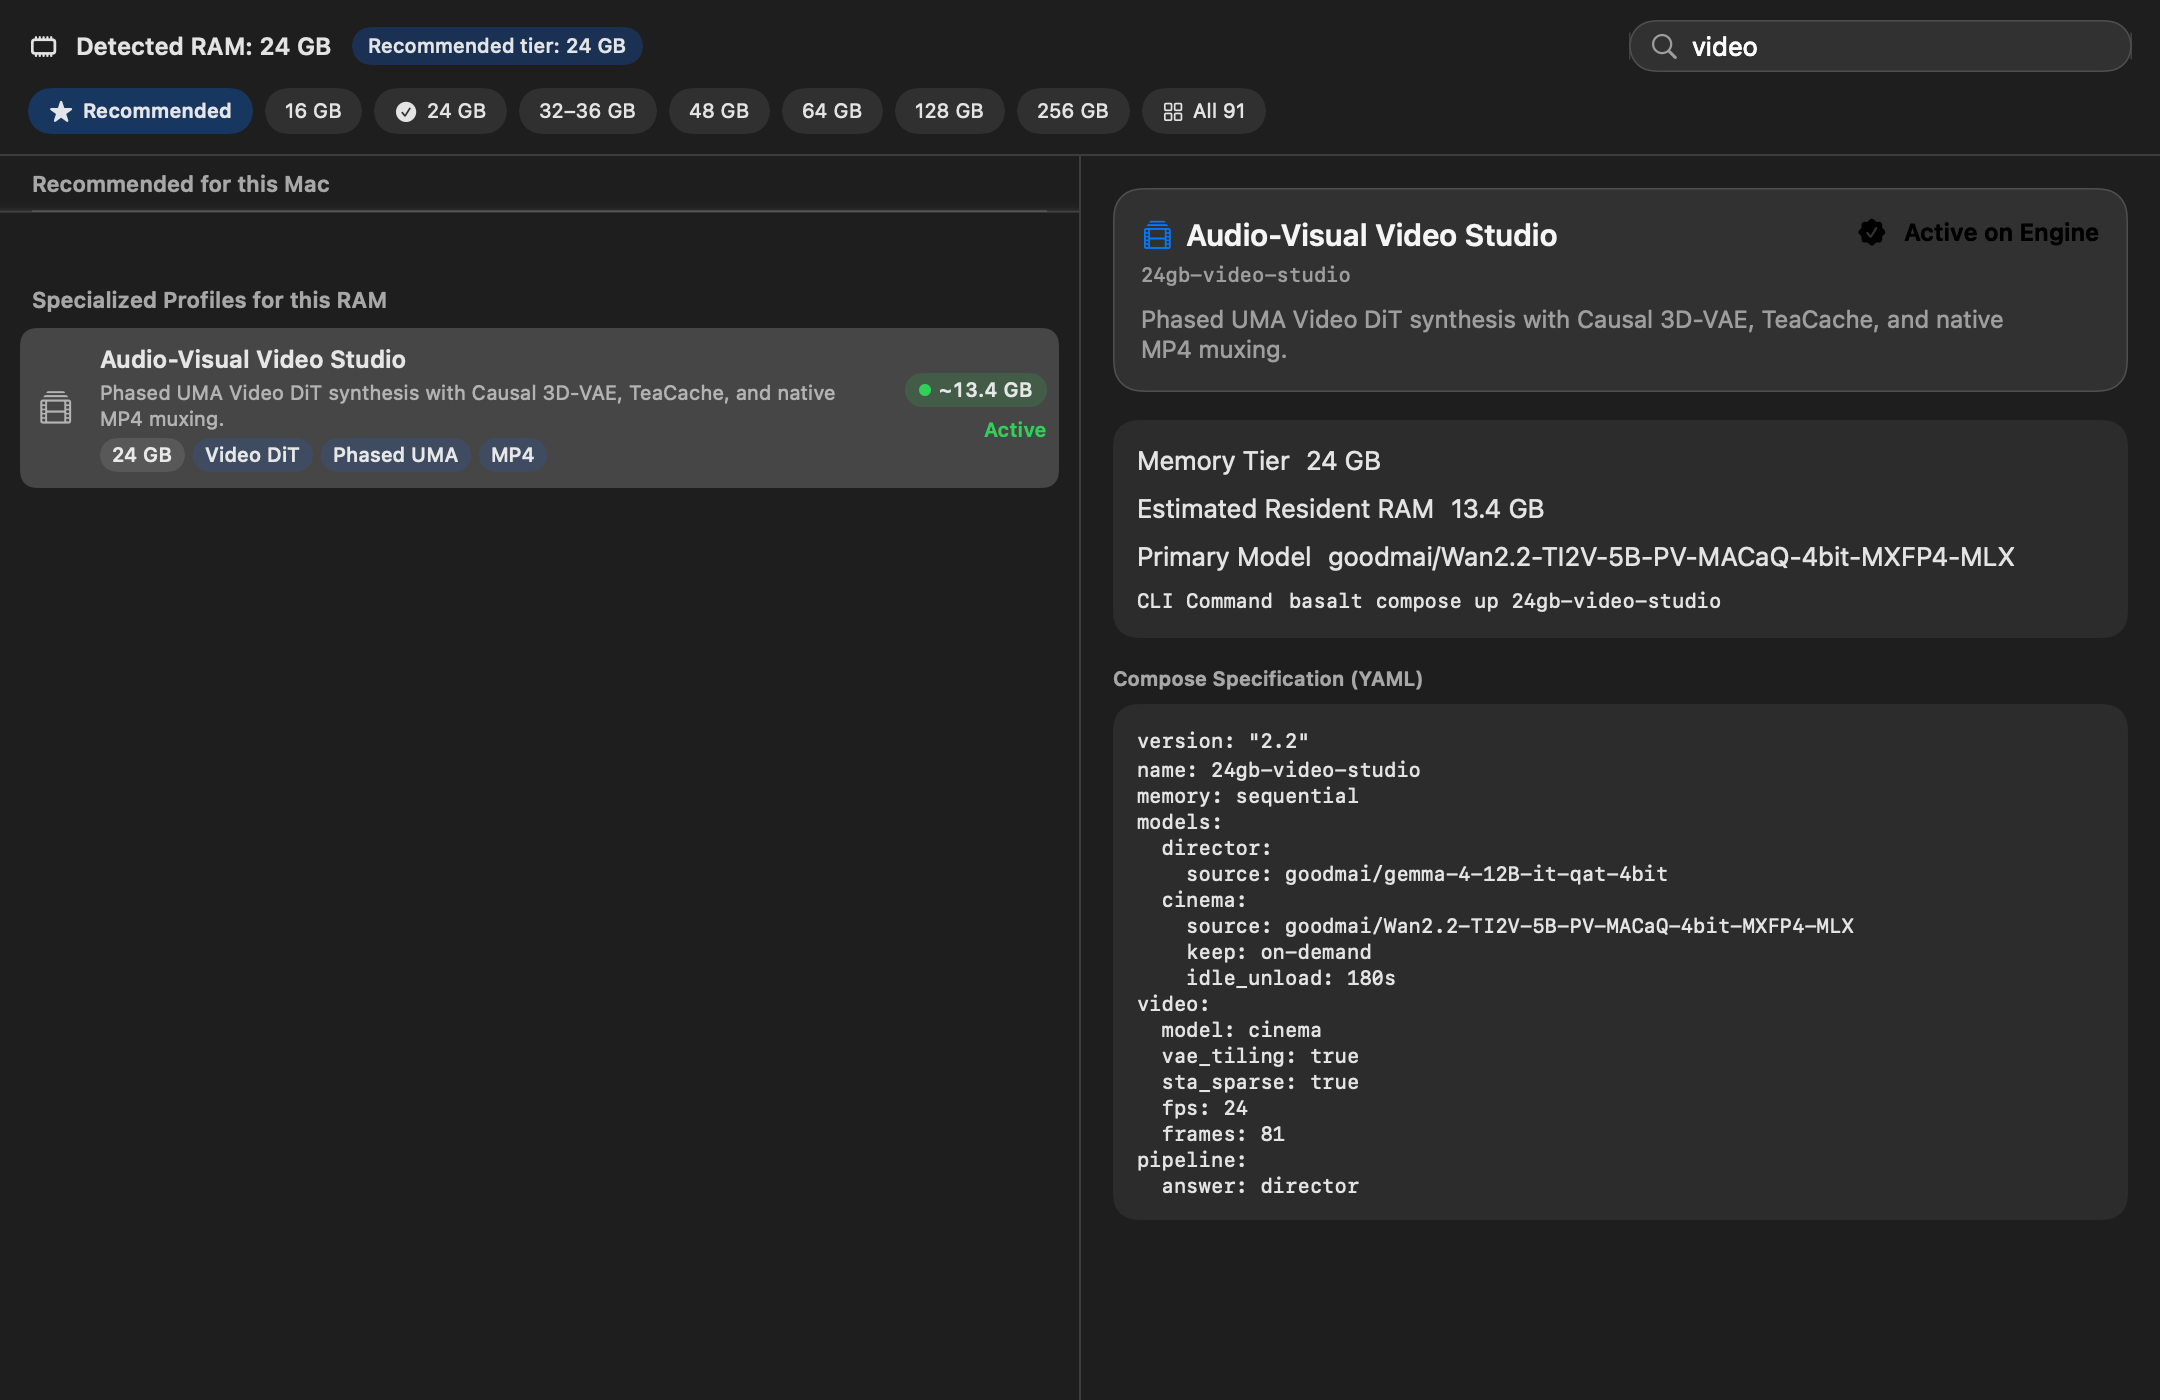 Detected RAM: 24 GB
Recommended tier: 24 GB
video
Recommended
16 GB
24 GB
32–36 GB
48 GB
64 GB
128 GB
256 GB
All 91
Recommended for this Mac
Specialized Profiles for this RAM
Audio-Visual Video Studio
Phased UMA Video DiT synthesis with Causal 3D-VAE, TeaCache, and native
MP4 muxing.
24 GB
Video DiT
Phased UMA
MP4
~13.4 GB
Active
Audio-Visual Video Studio
Active on Engine
24gb-video-studio
Phased UMA Video DiT synthesis with Causal 3D-VAE, TeaCache, and native
MP4 muxing.
Memory Tier 24 GB
Estimated Resident RAM 13.4 GB
Primary Model goodmai/Wan2.2-TI2V-5B-PV-MACaQ-4bit-MXFP4-MLX
CLI Command basalt compose up 24gb-video-studio
Compose Specification (YAML)
version: "2.2"
name: 24gb-video-studio
memory: sequential
models:
  director:
    source: goodmai/gemma-4-12B-it-qat-4bit
  cinema:
    source: goodmai/Wan2.2-TI2V-5B-PV-MACaQ-4bit-MXFP4-MLX
    keep: on-demand
    idle_unload: 180s
video:
  model: cinema
  vae_tiling: true
  sta_sparse: true
  fps: 24
  frames: 81
pipeline:
  answer: director